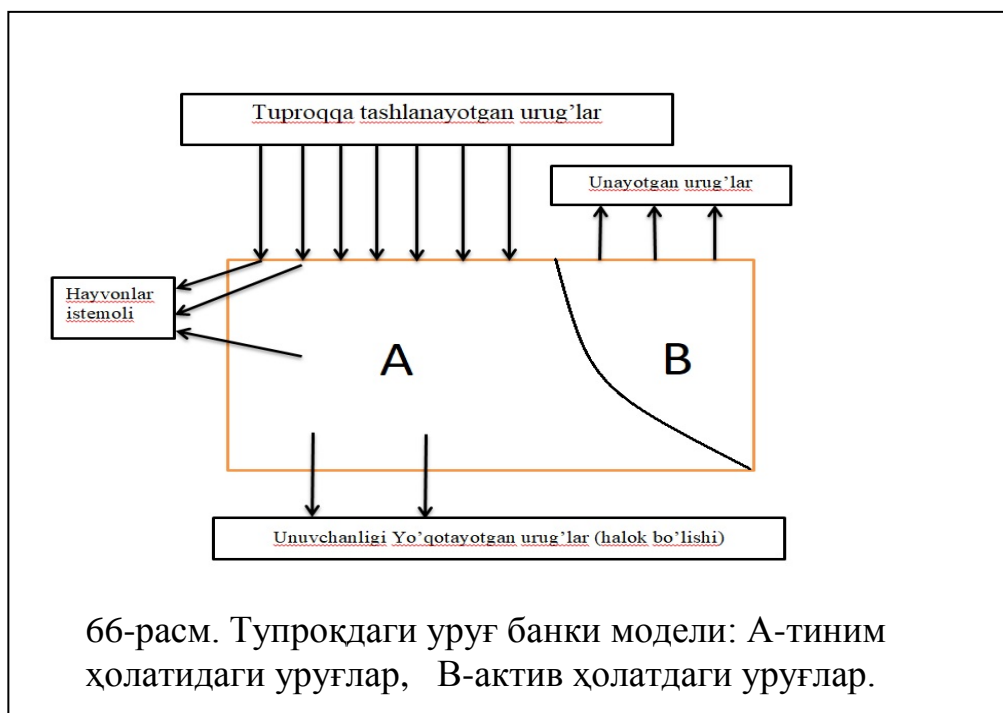 Tuproqqa tashlanayotgan urug'lar
Unayotgan urug'lar
Hayvonlar
istemoli
A
B
Unuvchanligi Yo'qotayotgan urug'lar (halok bo'lishi)
66-расм. Тупроқдаги уруғ банки модели: А-тиним
ҳолатидаги уруғлар, В-актив ҳолатдаги уруғлар.